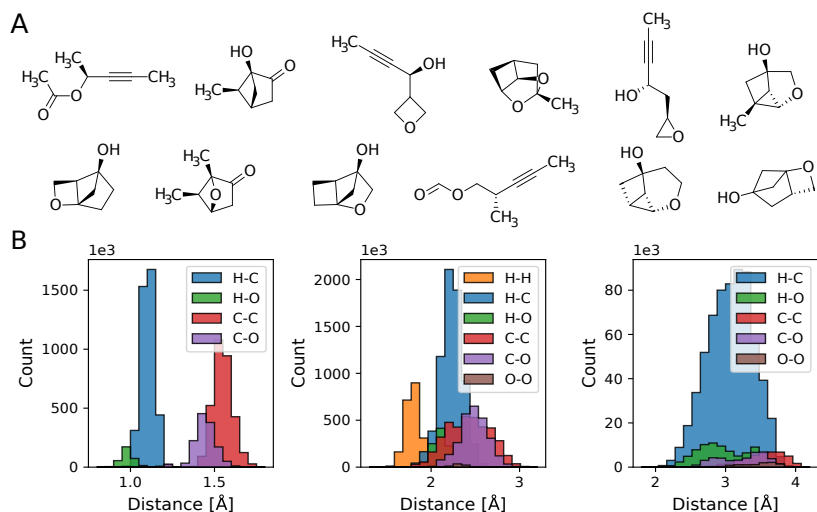 A
H₃C
CH₃
CH₃
O
O
HO
O
H₃C
H₃C
OH
O
O
O
CH₃
CH₃
HO
O
HO
O
H₃C
OH
O
H₃C
H₃C
O
O
OH
O
O
O
CH₃
CH₃
HO
O
O
HO
B
1e3
Count
1500
1000
500
0
1.0
1.5
Distance [Å]
H-C
H-O
C-C
C-O
1e3
Count
2000
1500
1000
500
0
2
3
Distance [Å]
H-H
H-C
H-O
C-C
C-O
O-O
1e3
Count
80
60
40
20
0
2
3
4
Distance [Å]
H-C
H-O
C-C
C-O
O-O